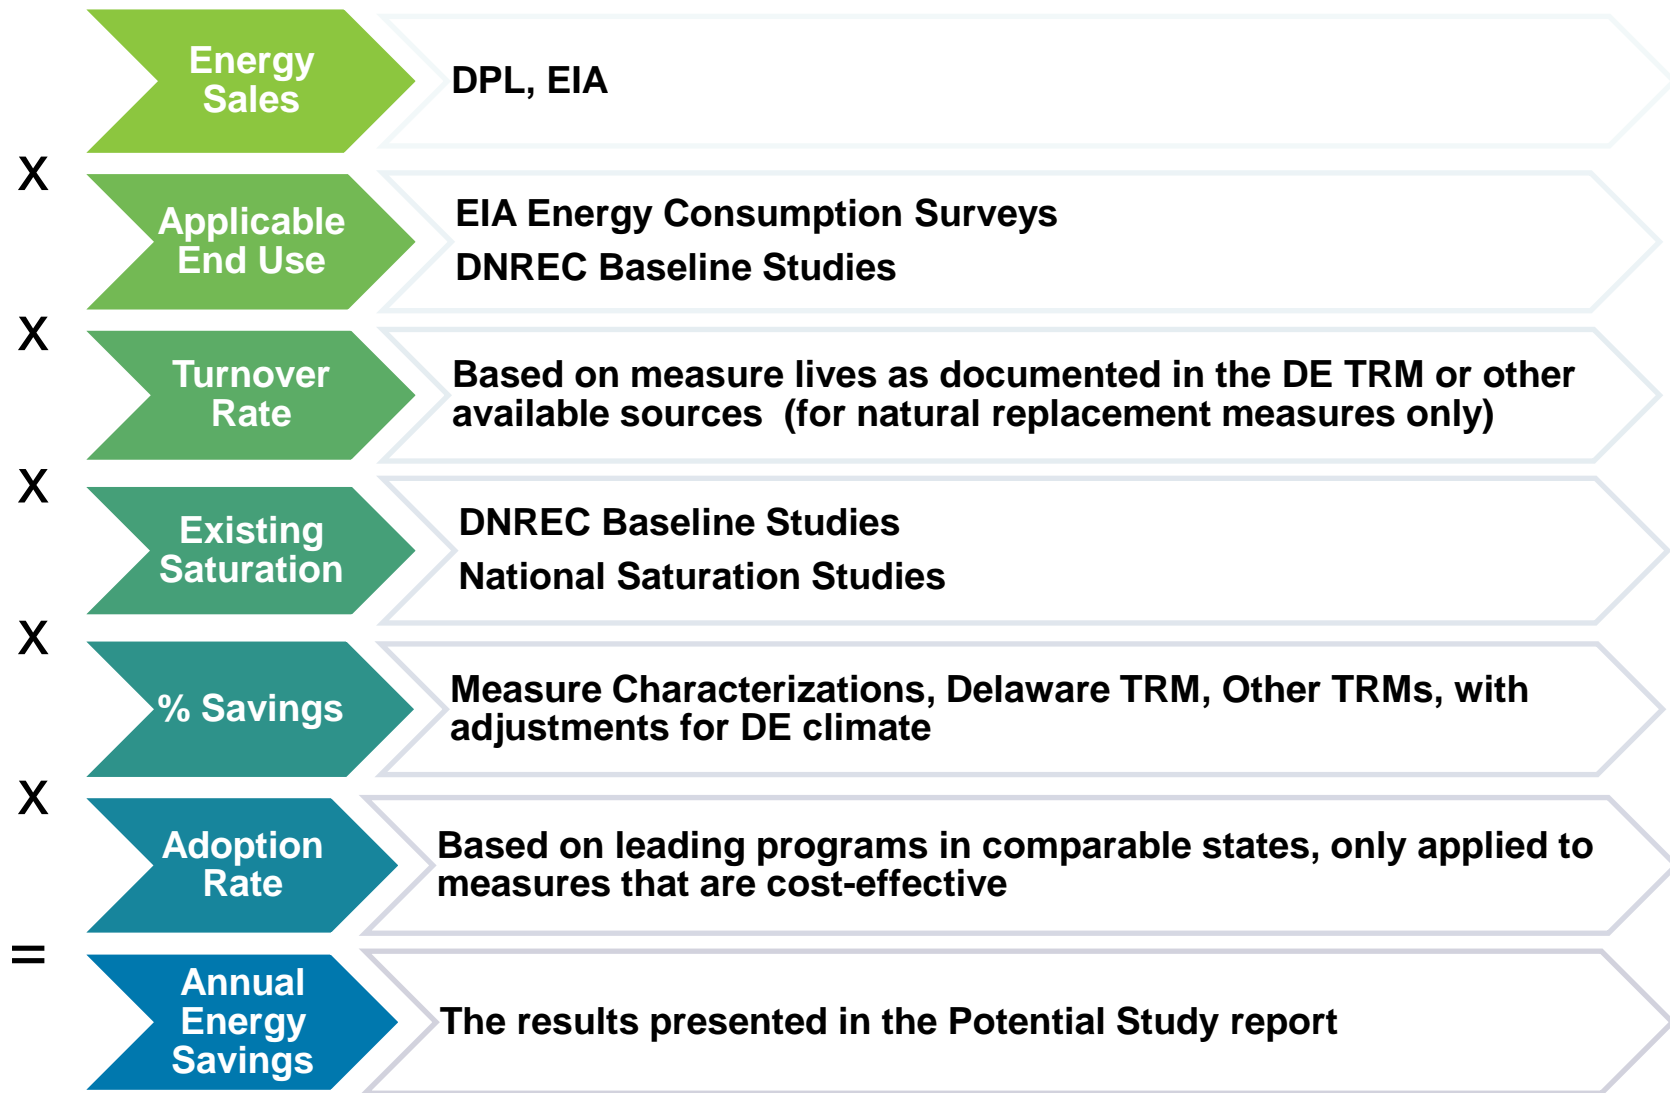 Energy
Sales
DPL, EIA
x
Applicable
End Use
EIA Energy Consumption Surveys
DNREC Baseline Studies
x
Turnover
Rate
Based on measure lives as documented in the DE TRM or other
available sources  (for natural replacement measures only)
x
Existing
Saturation
DNREC Baseline Studies
National Saturation Studies
x
% Savings
Measure Characterizations, Delaware TRM, Other TRMs, with
adjustments for DE climate
x
Adoption
Rate
Based on leading programs in comparable states, only applied to
measures that are cost-effective
=
Annual
Energy
Savings
The results presented in the Potential Study report